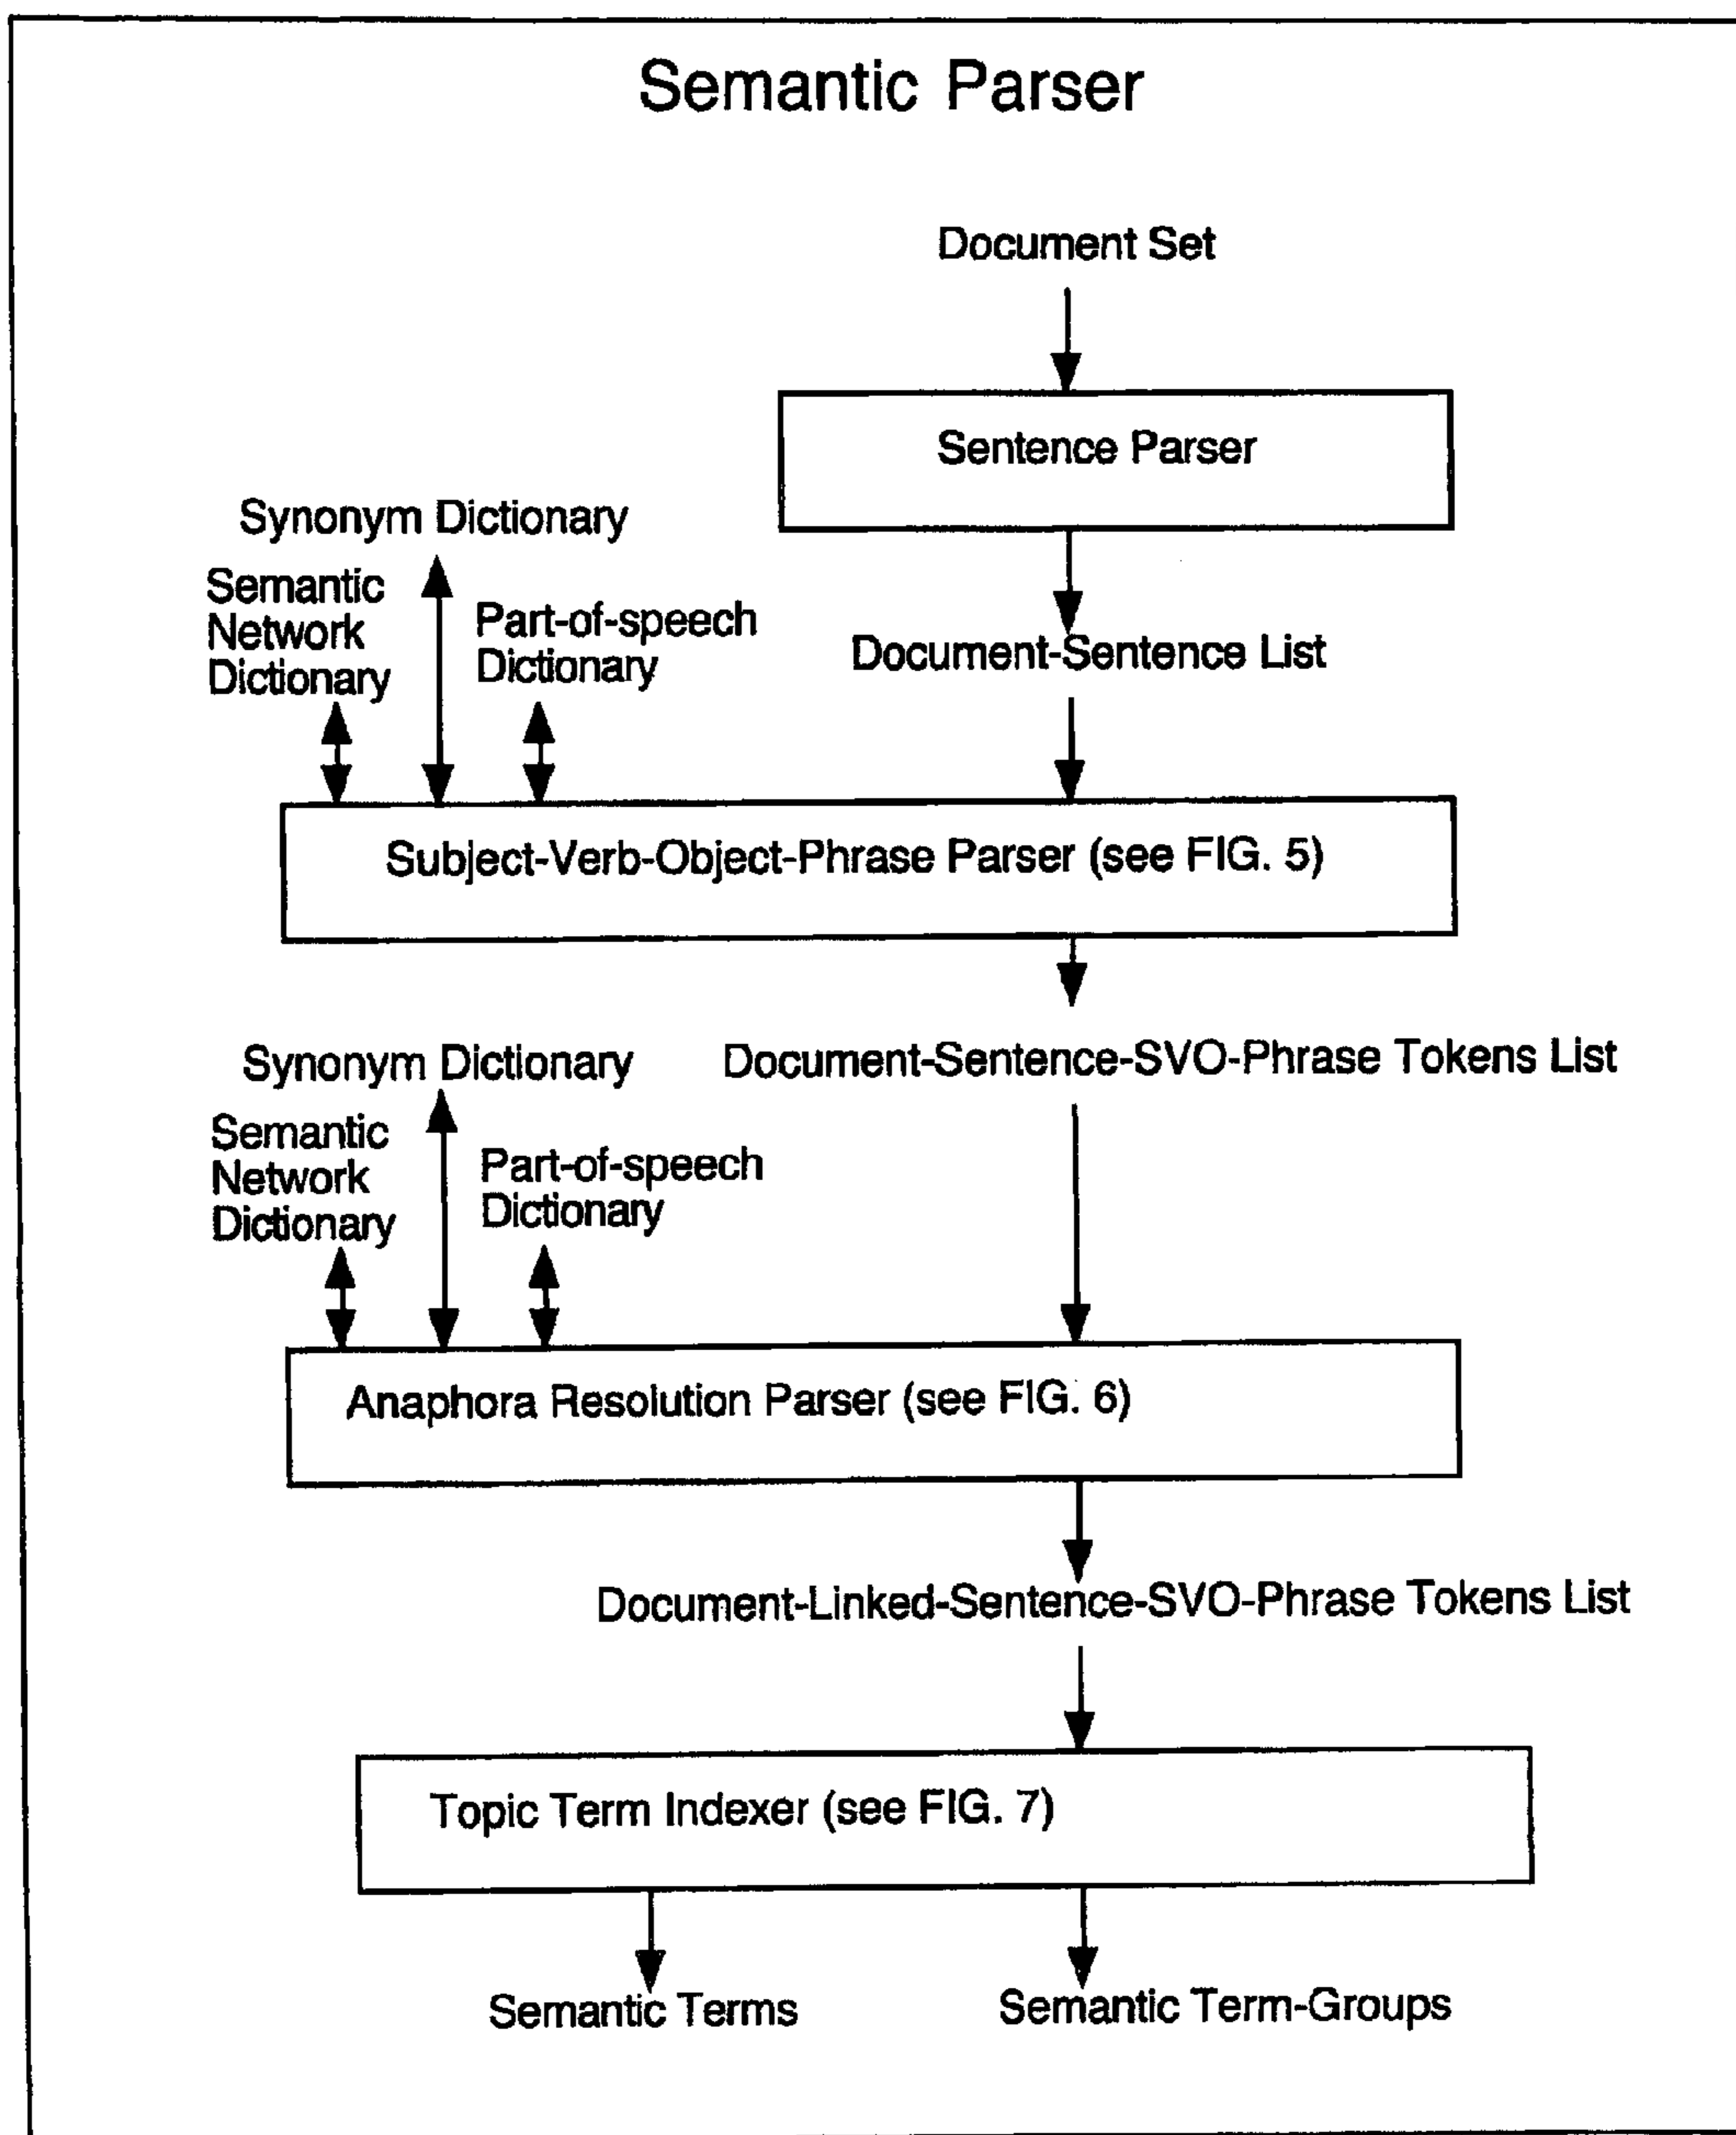 Semantic Parser
Document Set
Sentence Parser
Synonym Dictionary
Semantic
Network
Dictionary
Part-of-speech
Dictionary
Document-Sentence List
Subject-Verb-Object-Phrase Parser (see FIG. 5)
Synonym Dictionary
Document-Sentence-SVO-Phrase Tokens List
Semantic
Network
Dictionary
Part-of-speech
Dictionary
Anaphora Resolution Parser (see FIG. 6)
Document-Linked-Sentence-SVO-Phrase Tokens List
Topic Term Indexer (see FIG. 7)
Semantic Terms
Semantic Term-Groups